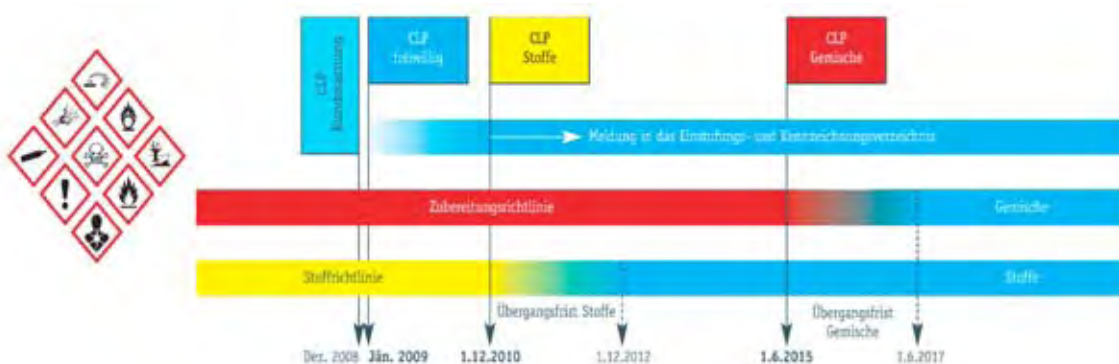 CLP
Kundmachung
CLP
freiwillig
CLP
Stoffe
CLP
Gemische
Meldung in das Einstufungs- und Kennzeichnungsverzeichnis
Zubereitungsrichtlinie
Gemische
Stoffrichtlinie
Stoffe
Übergangsfrist Stoffe
Übergangsfrist
Gemische
Dez. 2008
Jän. 2009
1.12.2010
1.12.2012
1.6.2015
1.6.2017